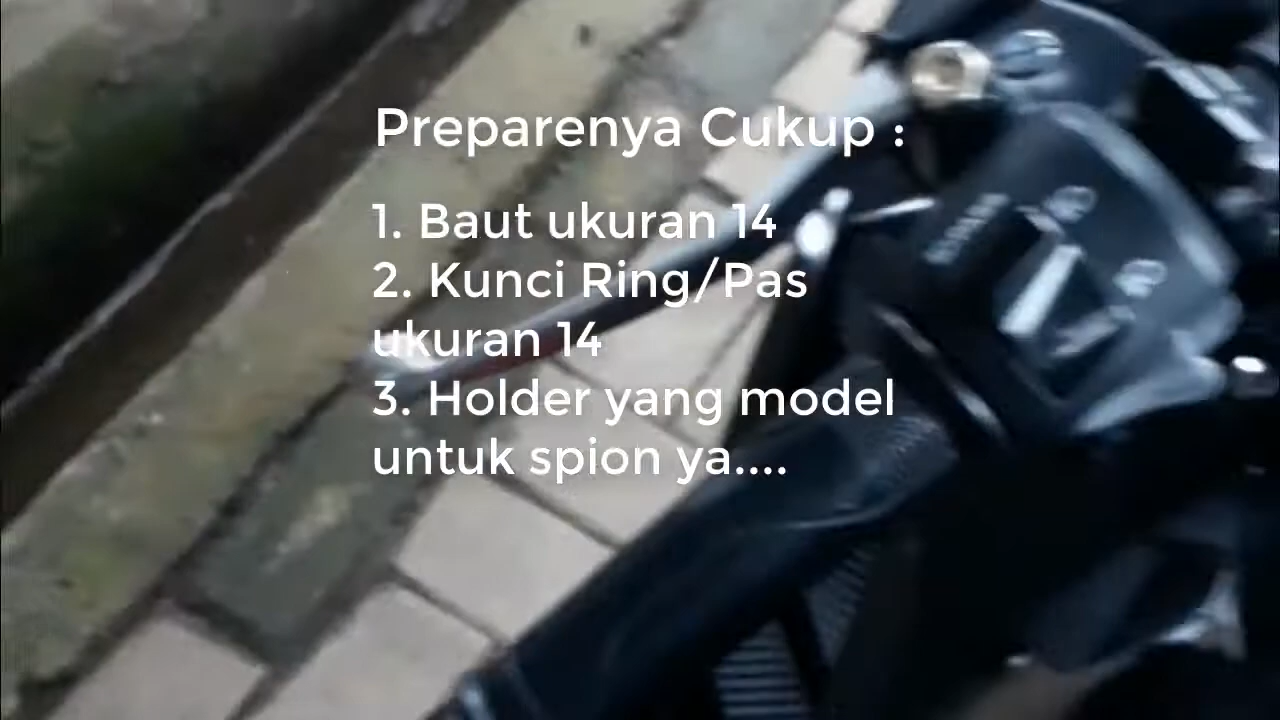 Preparenya Cukup :
1. Baut ukuran 14
2. Kunci Ring/Pas
ukuran 14
3. Holder yang model
untuk spion ya....